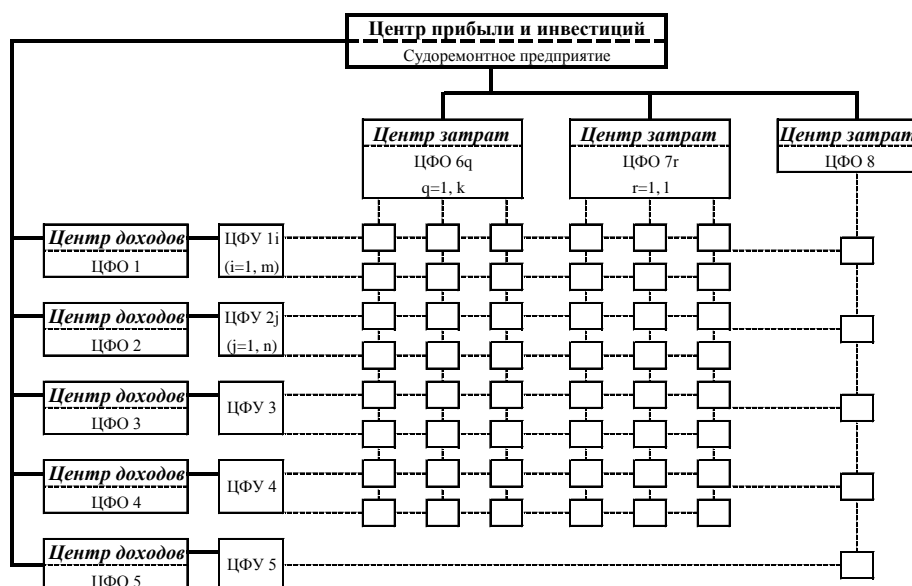 Центр прибыли и инвестиций
Судоремонтное предприятие
Центр затрат
ЦФО 6q
q=1, k
Центр затрат
ЦФО 7r
r=1, l
Центр затрат
ЦФО 8
Центр доходов
ЦФО 1
ЦФУ 1i
(i=1, m)
Центр доходов
ЦФО 2
ЦФУ 2j
(j=1, n)
Центр доходов
ЦФО 3
ЦФУ 3
Центр доходов
ЦФО 4
ЦФУ 4
Центр доходов
ЦФО 5
ЦФУ 5